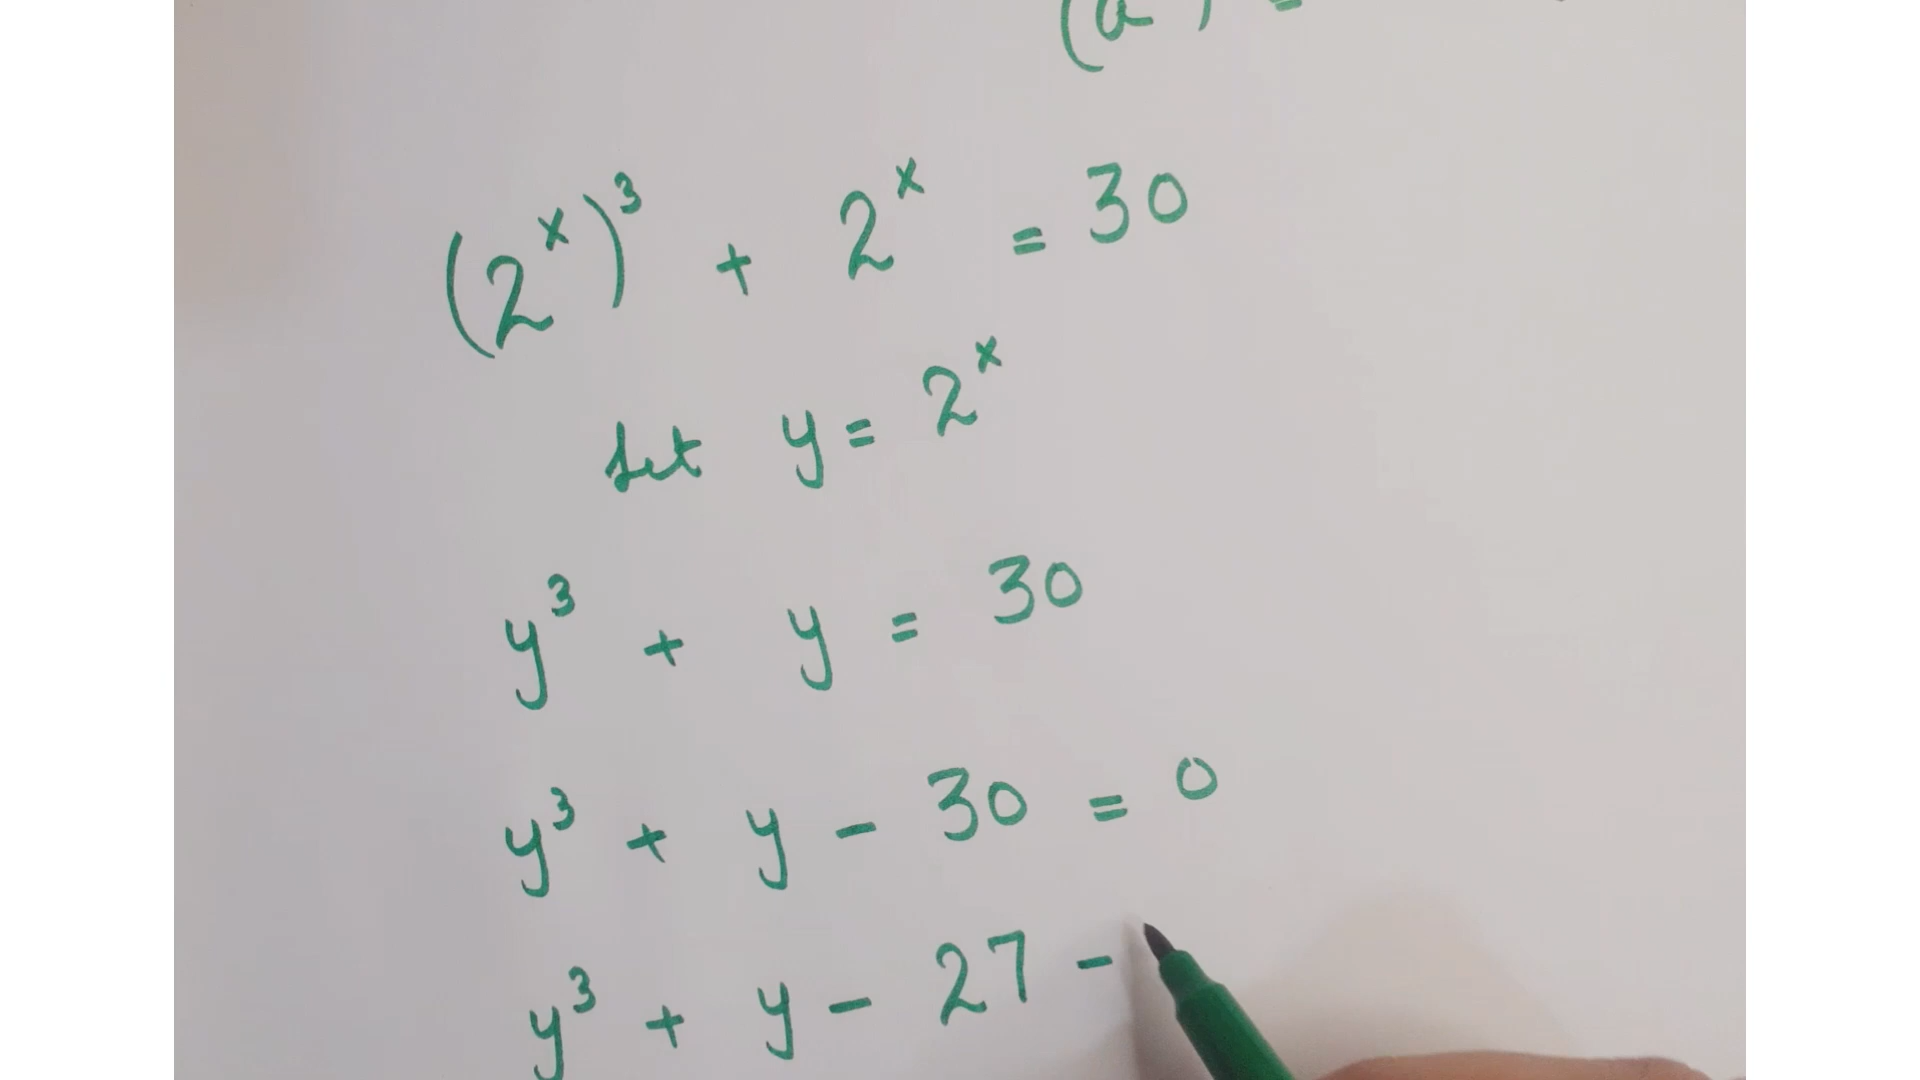 (2^x)^3 + 2^x = 30
Let y = 2^x
y^3 + y = 30
y^3 + y - 30 = 0
y^3 + y - 27 -